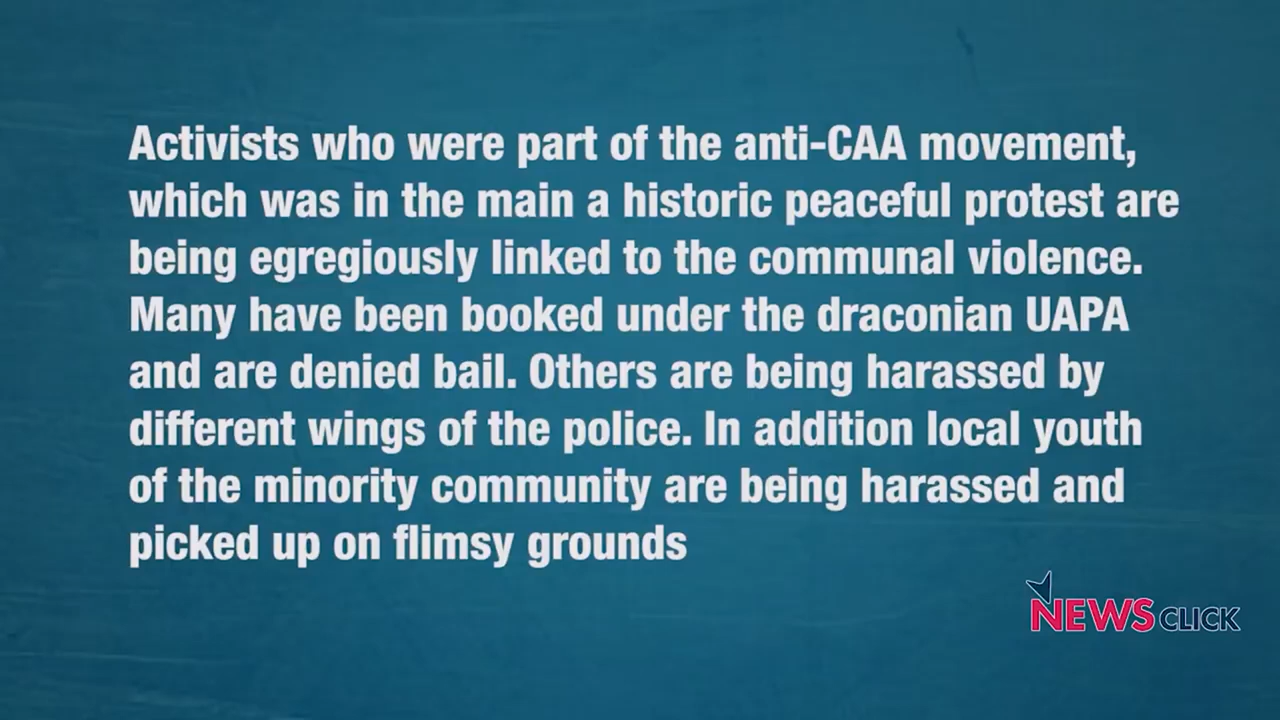 Activists who were part of the anti-CAA movement,
which was in the main a historic peaceful protest are
being egregiously linked to the communal violence.
Many have been booked under the draconian UAPA
and are denied bail. Others are being harassed by
different wings of the police. In addition local youth
of the minority community are being harassed and
picked up on flimsy grounds
NEWSCLICK